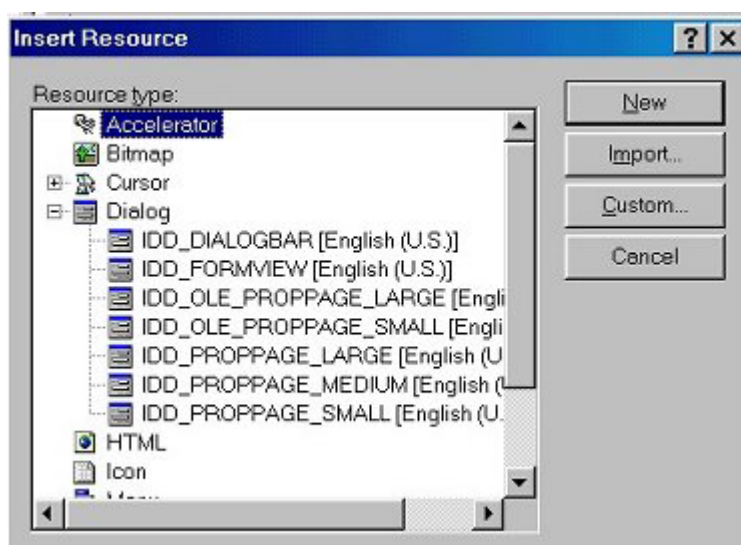 Insert Resource
Resource type:
Accelerator
Bitmap
Cursor
Dialog
IDD_DIALOGBAR [English (U.S.)]
IDD_FORMVIEW [English (U.S.)]
IDD_OLE_PROPPAGE_LARGE [Engli
IDD_OLE_PROPPAGE_SMALL [Engli
IDD_PROPPAGE_LARGE [English (U
IDD_PROPPAGE_MEDIUM [English (
IDD_PROPPAGE_SMALL [English (U.
HTML
Icon
New
Import...
Custom...
Cancel